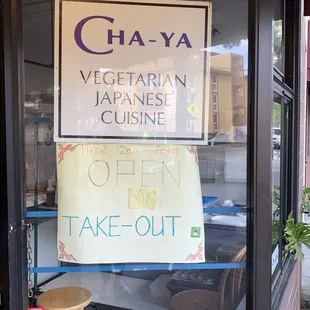 CHA-YA
VEGETARIAN
JAPANESE
CUISINE
OPEN
TAKE-OUT